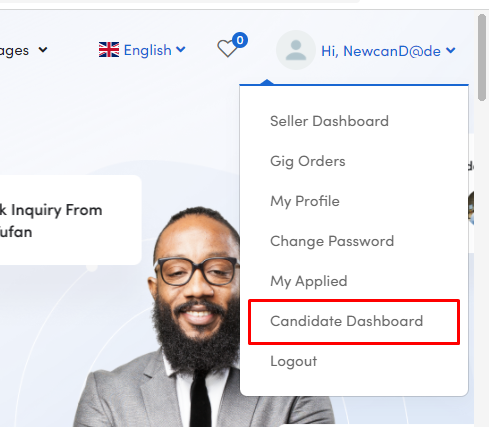 ages
English
0
Hi, NewcanD@de
Seller Dashboard
Gig Orders
My Profile
k Inquiry From
ufan
Change Password
My Applied
Candidate Dashboard
Logout